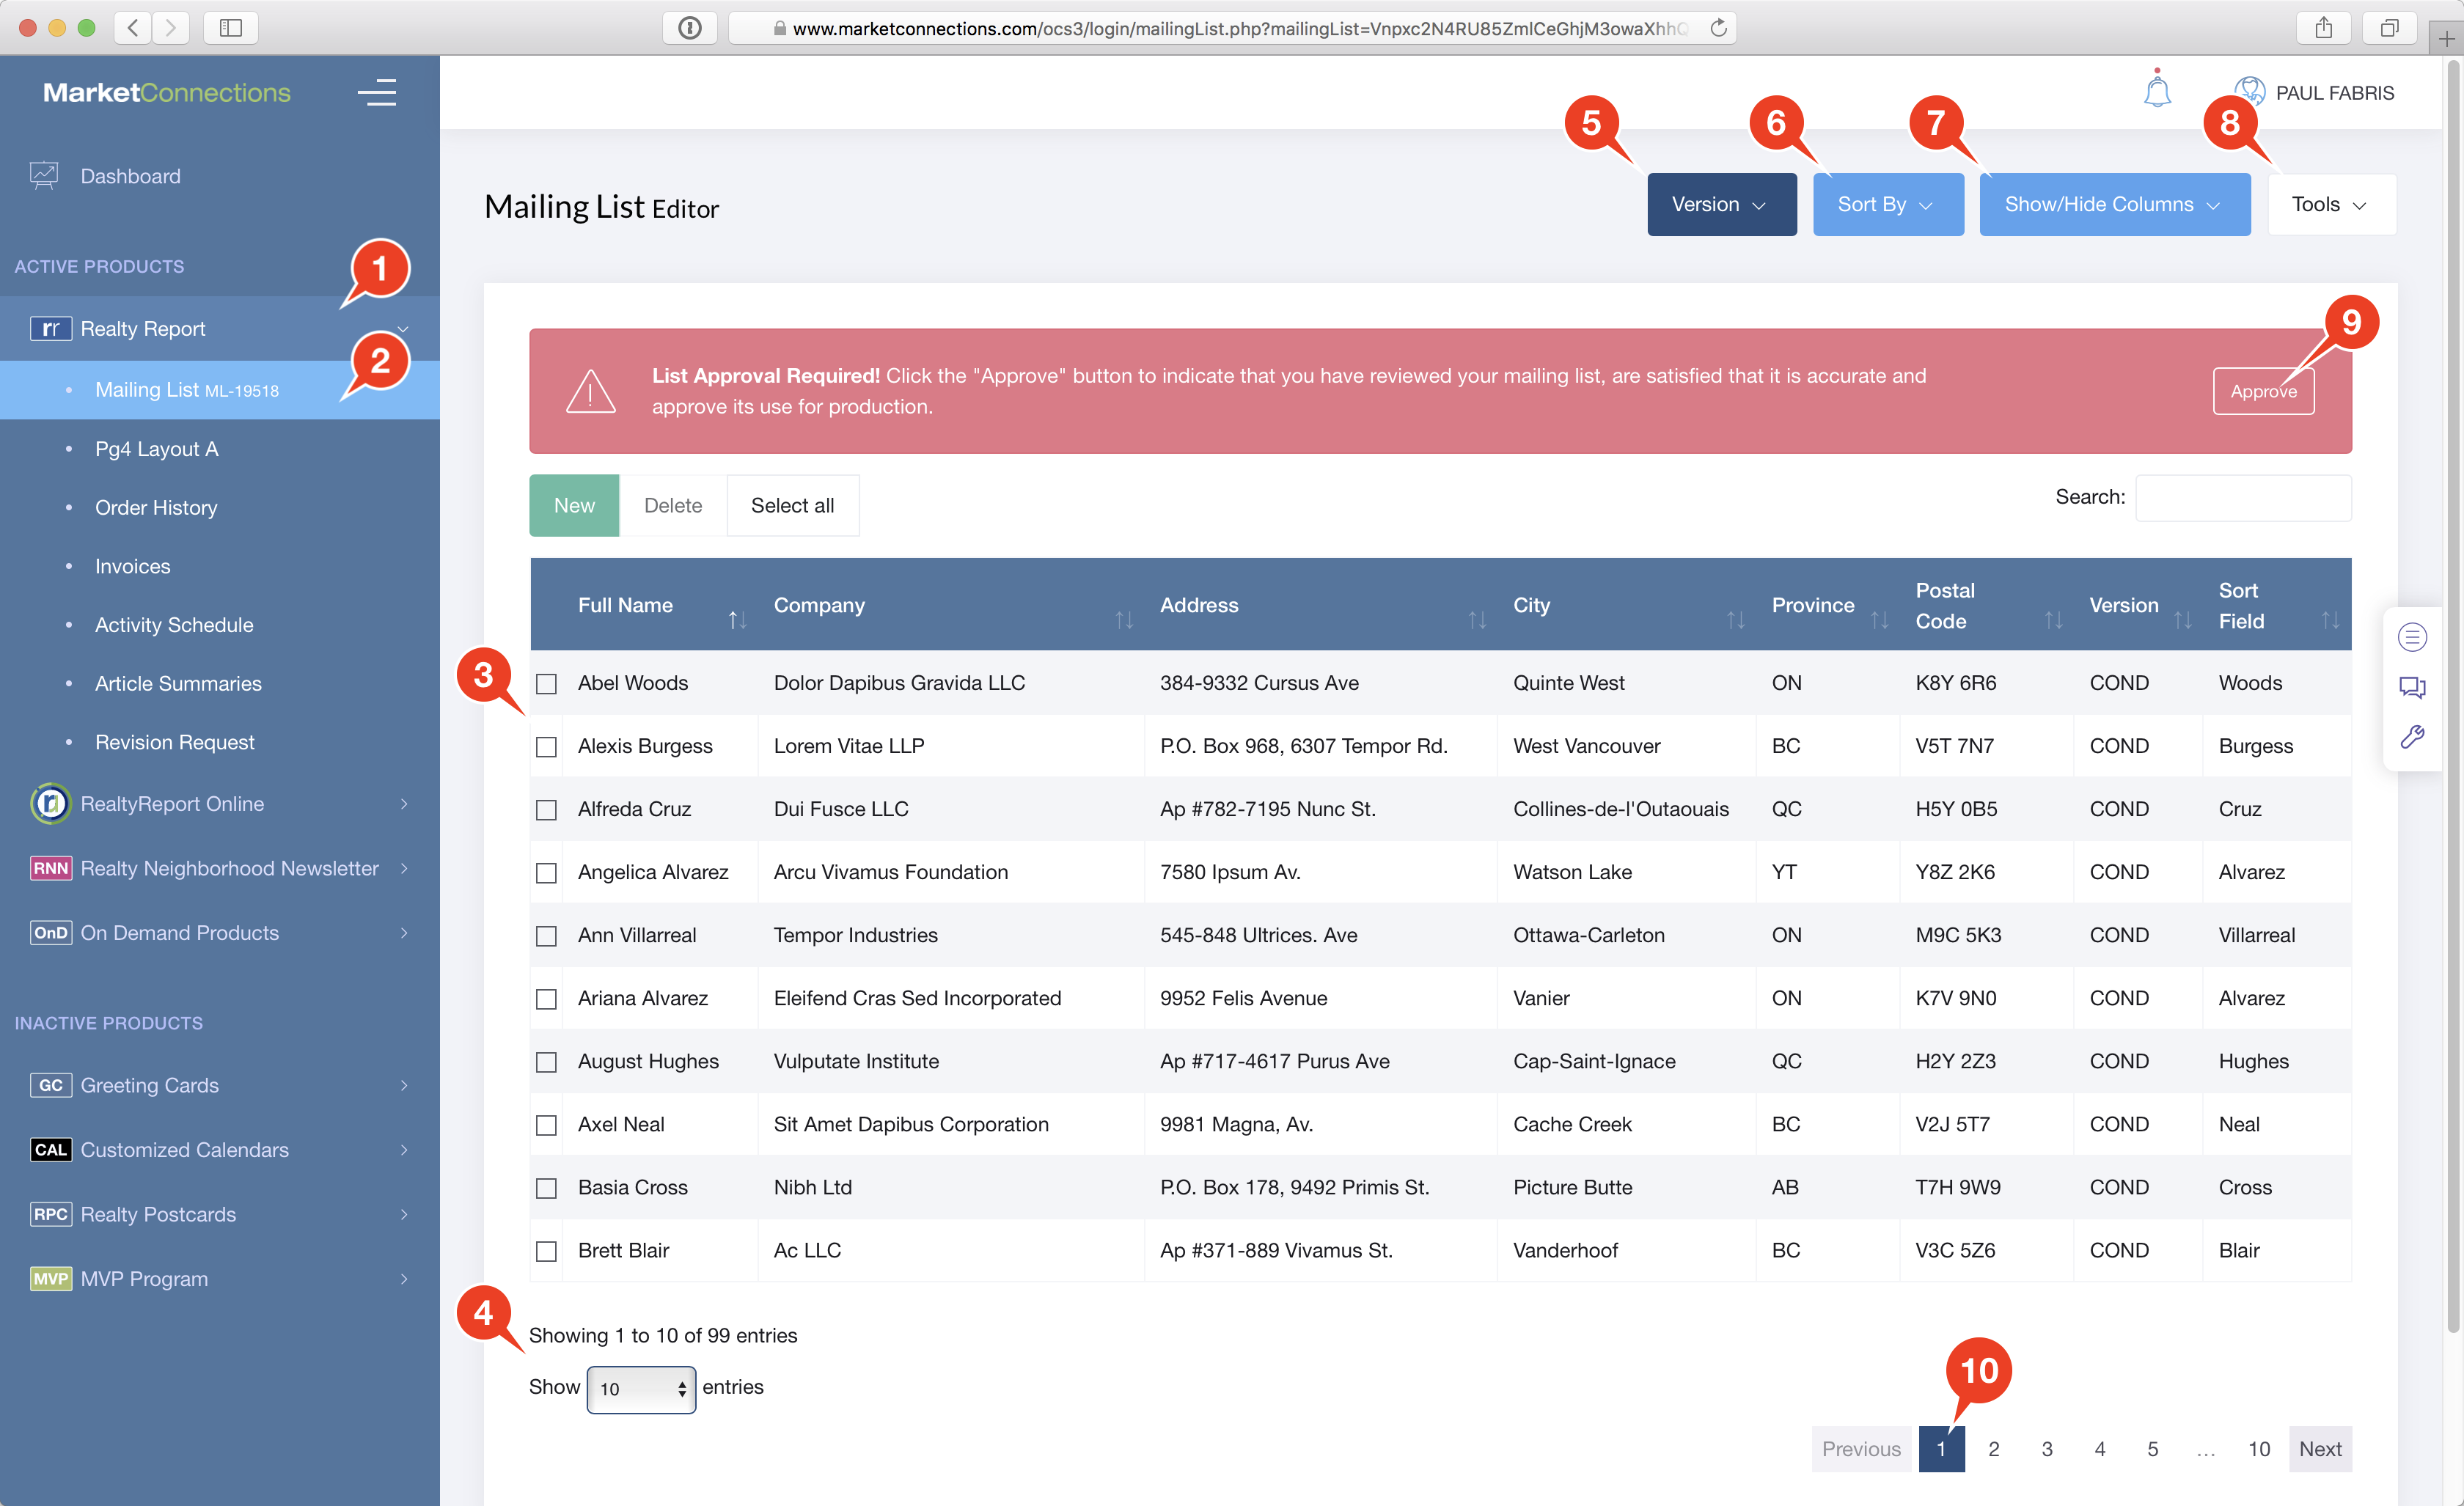 www.marketconnections.com/ocs3/login/mailingList.php?mailingList=Vnpxc2N4RU85ZmlCeGhjM3owaXhhQ
MarketConnections
PAUL FABRIS
Dashboard
5
6
7
8
Mailing List Editor
Version
Sort By
Show/Hide Columns
Tools
ACTIVE PRODUCTS
1
rr Realty Report
2
Mailing List ML-19518
Pg4 Layout A
Order History
Invoices
Activity Schedule
Article Summaries
Revision Request
r RealtyReport Online
RNN Realty Neighborhood Newsletter
OnD On Demand Products
INACTIVE PRODUCTS
GC Greeting Cards
CAL Customized Calendars
RPC Realty Postcards
MVP MVP Program
9
List Approval Required! Click the "Approve" button to indicate that you have reviewed your mailing list, are satisfied that it is accurate and
approve its use for production.
Approve
New Delete Select all
Search:
Full Name Company Address City Province Postal Code Version Sort Field
3
Abel Woods Dolor Dapibus Gravida LLC 384-9332 Cursus Ave Quinte West ON K8Y 6R6 COND Woods
Alexis Burgess Lorem Vitae LLP P.O. Box 968, 6307 Tempor Rd. West Vancouver BC V5T 7N7 COND Burgess
Alfreda Cruz Dui Fusce LLC Ap #782-7195 Nunc St. Collines-de-l'Outaouais QC H5Y 0B5 COND Cruz
Angelica Alvarez Arcu Vivamus Foundation 7580 Ipsum Av. Watson Lake YT Y8Z 2K6 COND Alvarez
Ann Villarreal Tempor Industries 545-848 Ultrices. Ave Ottawa-Carleton ON M9C 5K3 COND Villarreal
Ariana Alvarez Eleifend Cras Sed Incorporated 9952 Felis Avenue Vanier ON K7V 9N0 COND Alvarez
August Hughes Vulputate Institute Ap #717-4617 Purus Ave Cap-Saint-Ignace QC H2Y 2Z3 COND Hughes
Axel Neal Sit Amet Dapibus Corporation 9981 Magna, Av. Cache Creek BC V2J 5T7 COND Neal
Basia Cross Nibh Ltd P.O. Box 178, 9492 Primis St. Picture Butte AB T7H 9W9 COND Cross
Brett Blair Ac LLC Ap #371-889 Vivamus St. Vanderhoof BC V3C 5Z6 COND Blair
4
Showing 1 to 10 of 99 entries
Show 10 entries
10
Previous 1 2 3 4 5 ... 10 Next